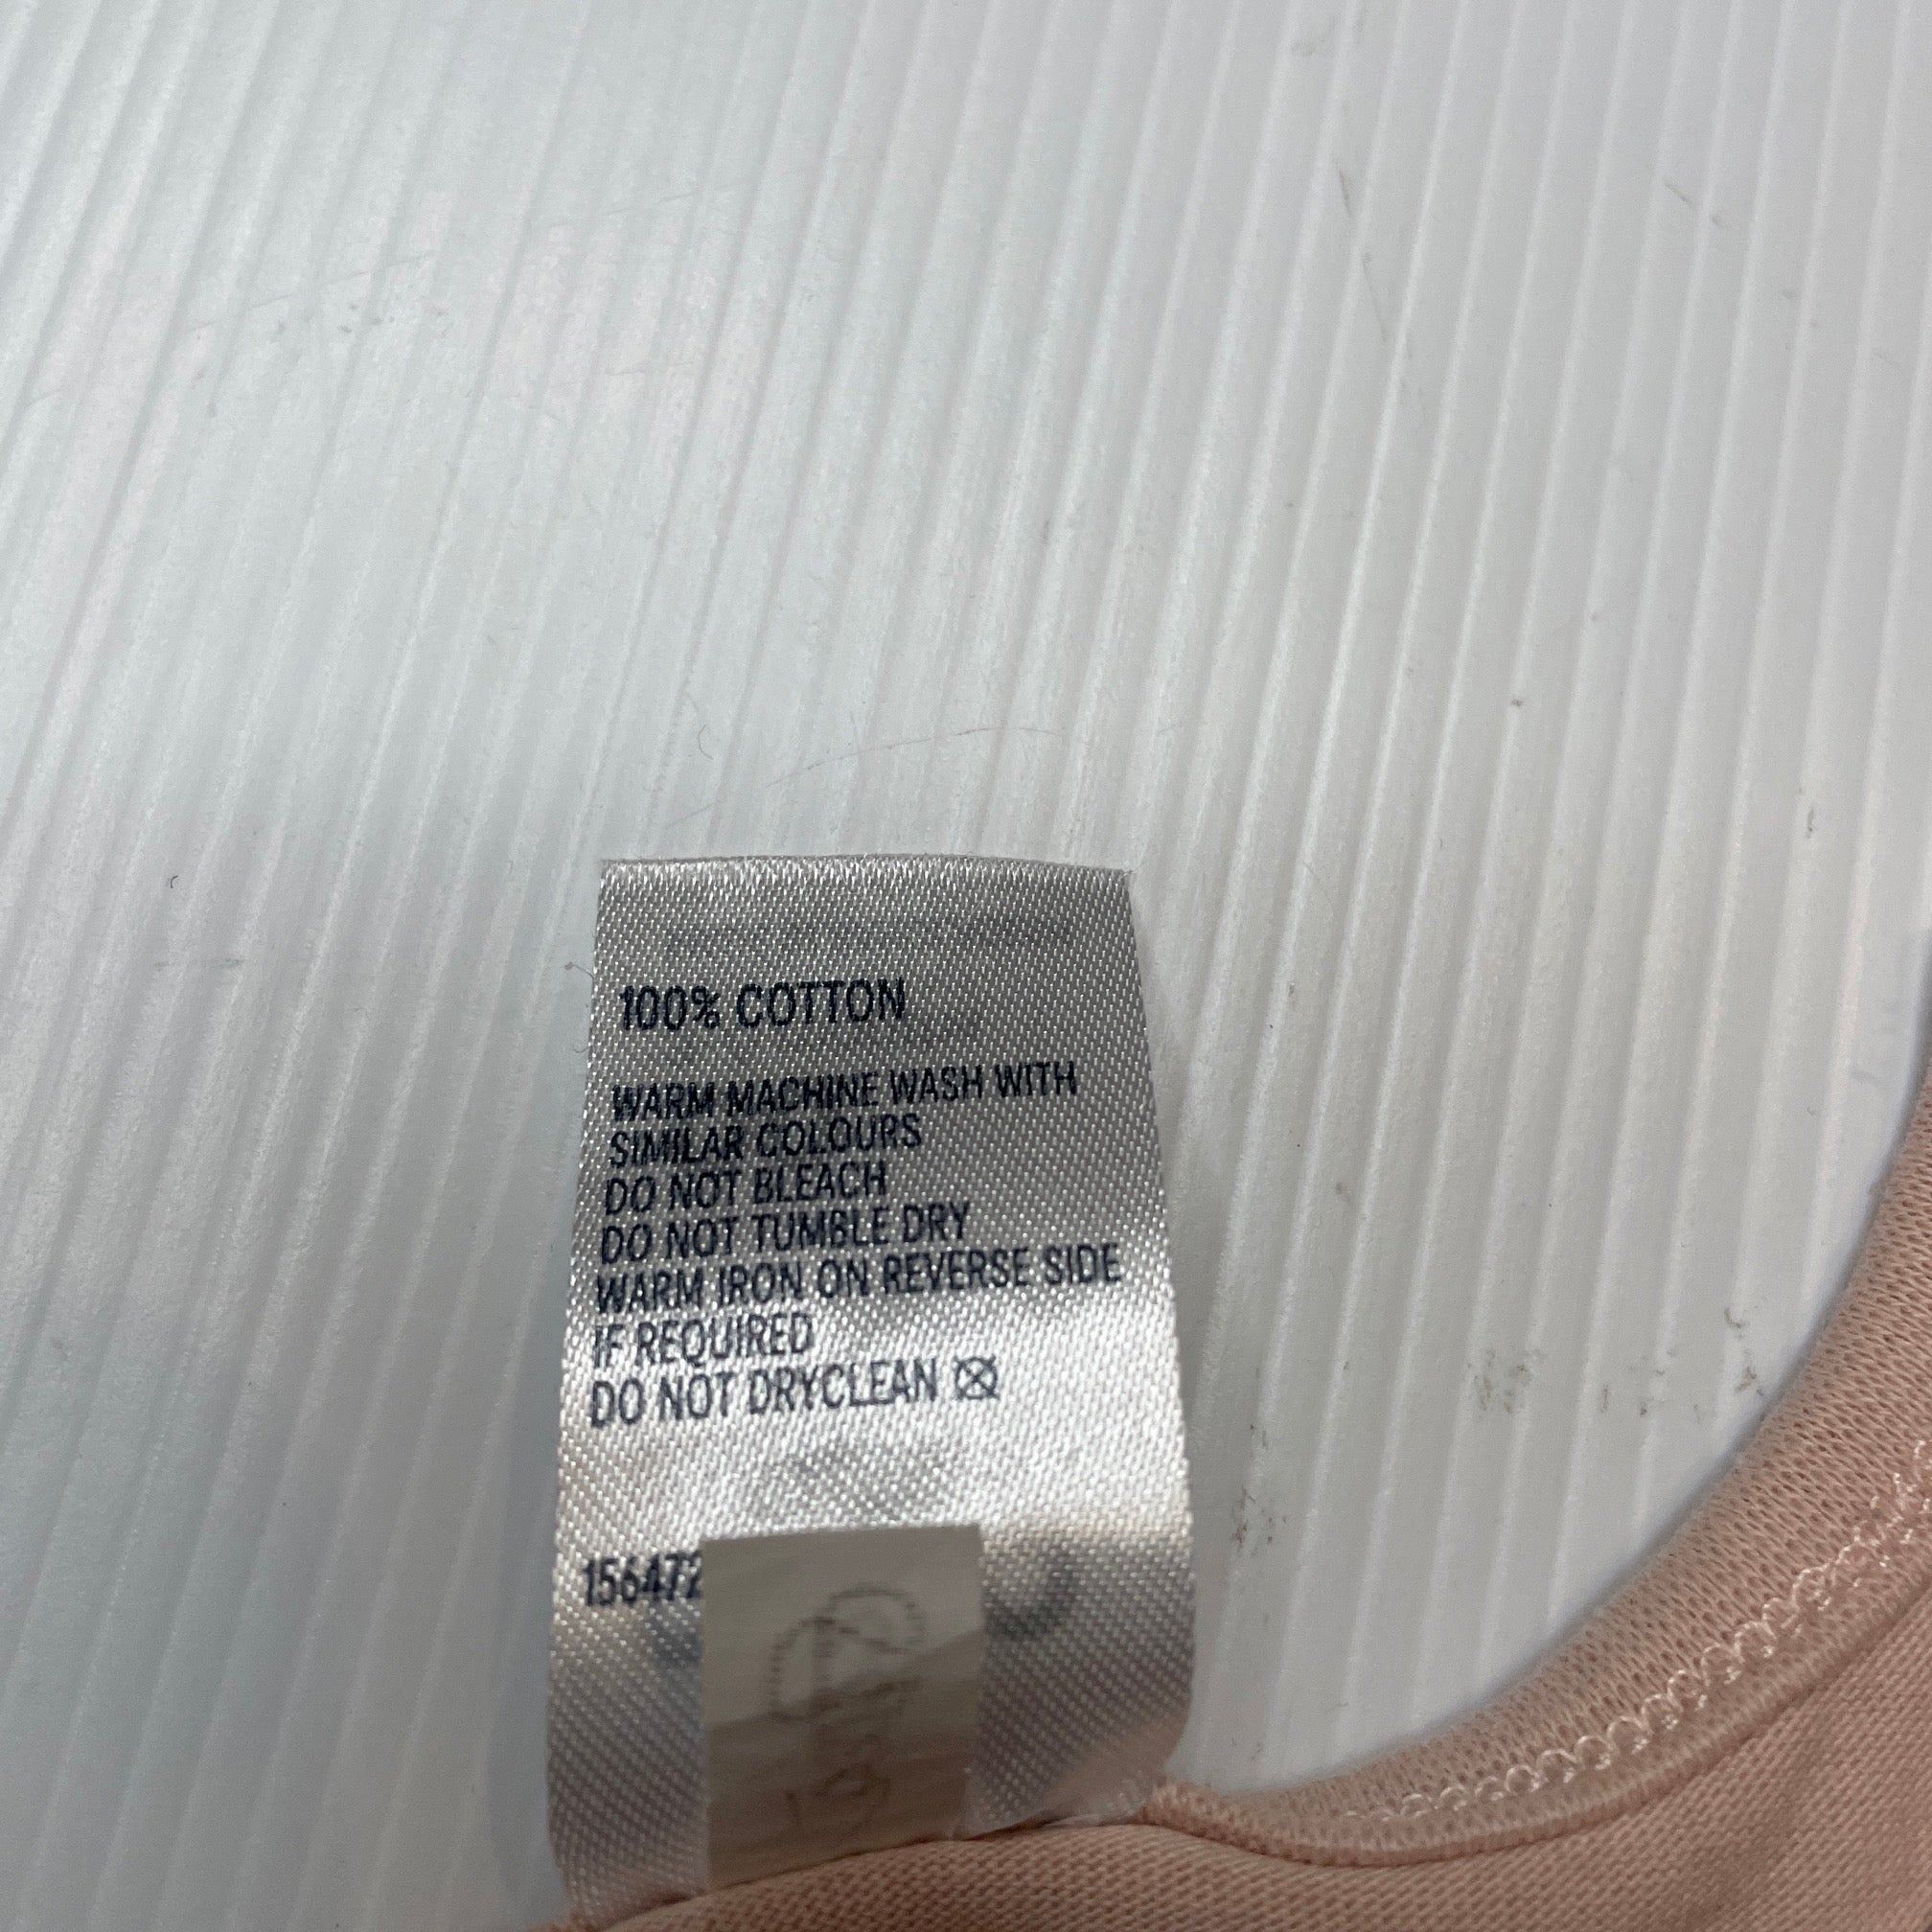 100% COTTON
WARM MACHINE WASH WITH
SIMILAR COLOURS
DO NOT BLEACH
DO NOT TUMBLE DRY
WARM IRON ON REVERSE SIDE
IF REQUIRED
DO NOT DRYCLEAN
156472